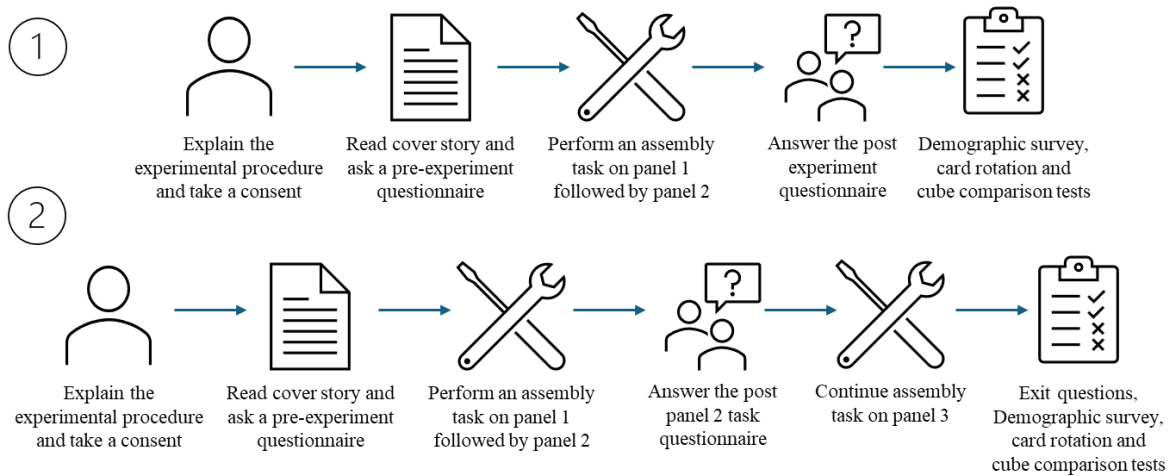 1
?
Explain the
experimental procedure
and take a consent
Read cover story and
ask a pre-experiment
questionnaire
Perform an assembly
task on panel 1
followed by panel 2
Answer the post
experiment
questionnaire
Demographic survey,
card rotation and
cube comparison tests
2
?
Explain the
experimental procedure
and take a consent
Read cover story and
ask a pre-experiment
questionnaire
Perform an assembly
task on panel 1
followed by panel 2
Answer the post
panel 2 task
questionnaire
Continue assembly
task on panel 3
Exit questions,
Demographic survey,
card rotation and
cube comparison tests